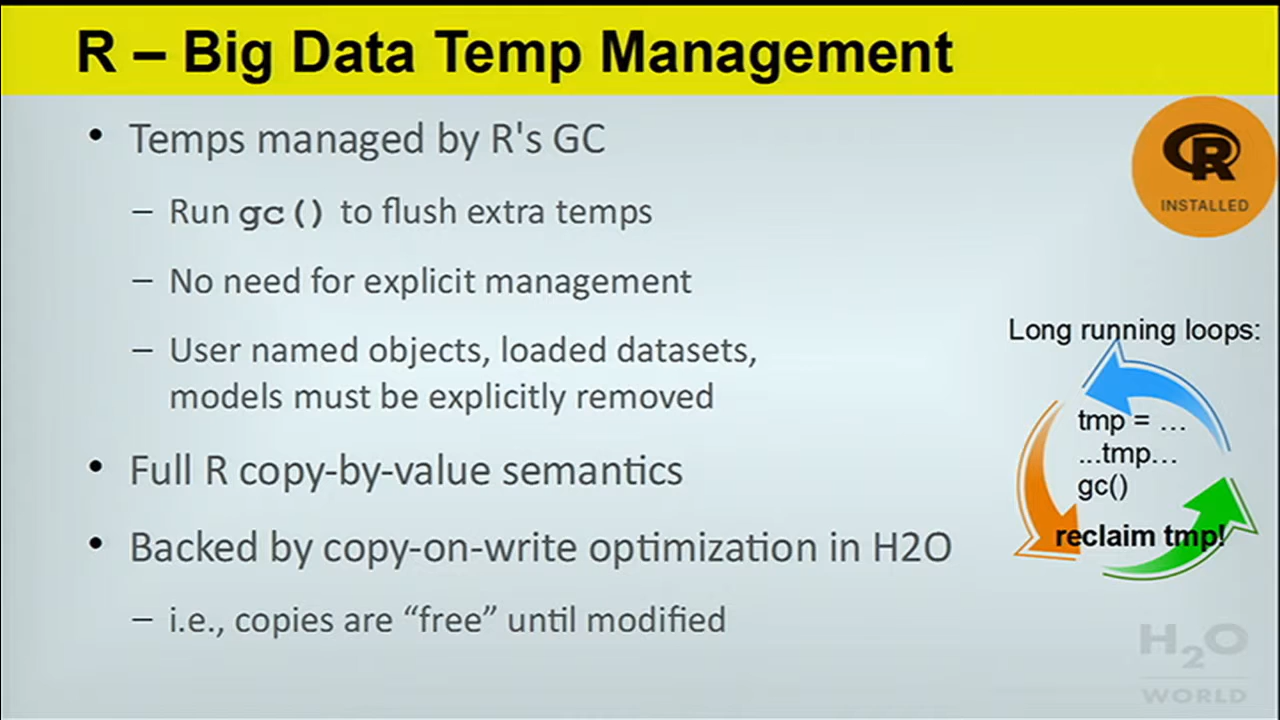 R – Big Data Temp Management
• Temps managed by R's GC
– Run gc() to flush extra temps
– No need for explicit management
– User named objects, loaded datasets,
models must be explicitly removed
• Full R copy-by-value semantics
• Backed by copy-on-write optimization in H2O
– i.e., copies are “free” until modified
R
INSTALLED
Long running loops:
tmp = …
...tmp…
gc()
reclaim tmp!
H2O
WORLD